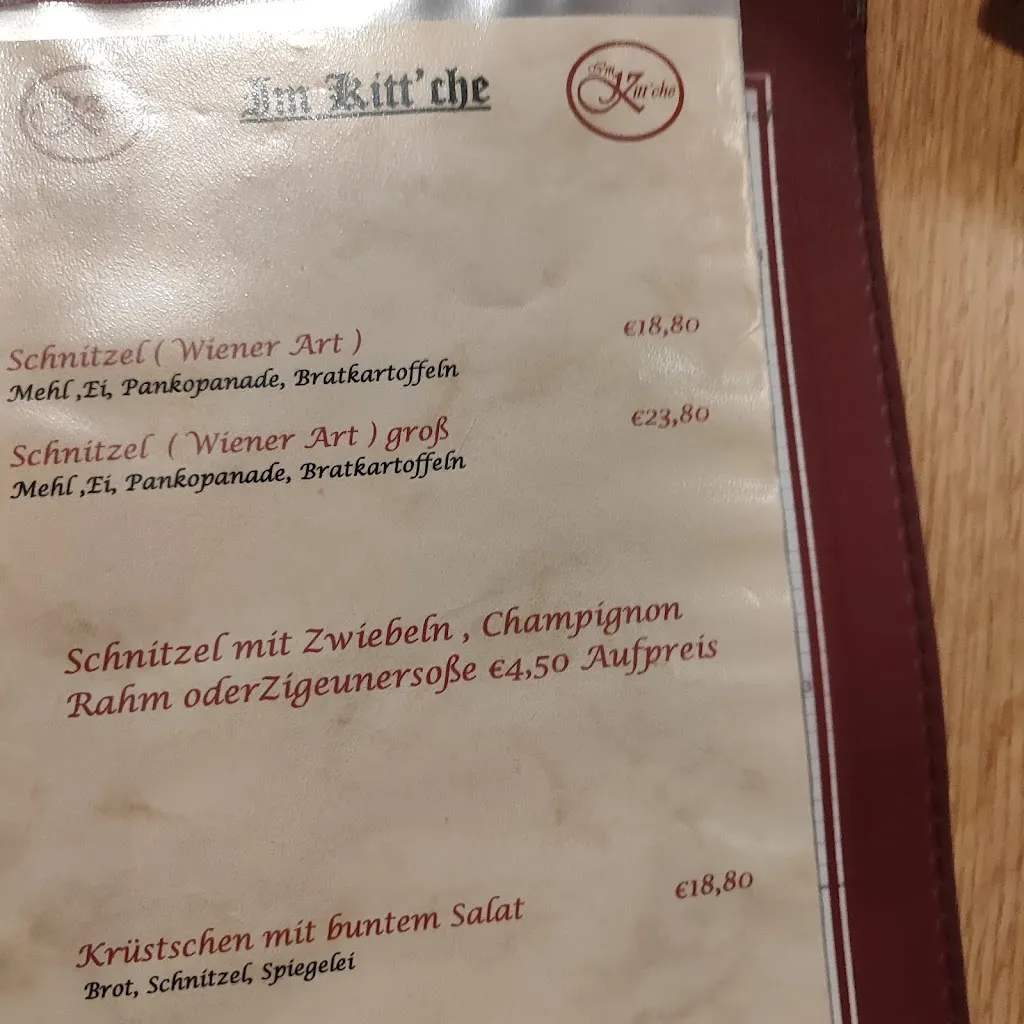 Im Kitt'che
Im Kitt'che
Schnitzel ( Wiener Art ) €18,80
Mehl ,Ei, Pankopanade, Bratkartoffeln
Schnitzel ( Wiener Art ) groß €23,80
Mehl ,Ei, Pankopanade, Bratkartoffeln
Schnitzel mit Zwiebeln , Champignon
Rahm oderZigeunersoße €4,50 Aufpreis
Krüstschen mit buntem Salat €18,80
Brot, Schnitzel, Spiegelei